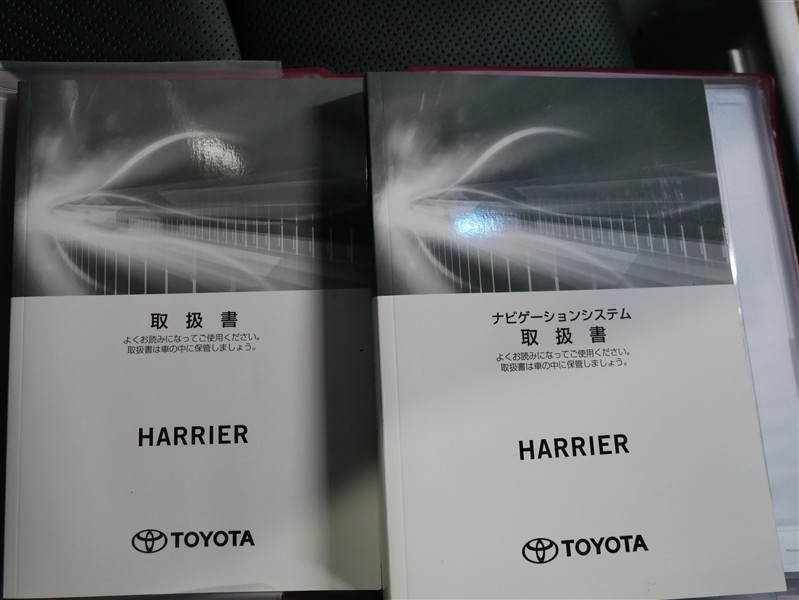 取扱書
よくお読みになってご使用ください。
取扱書は車の中に保管しましょう。
HARRIER
TOYOTA
ナビゲーションシステム
取扱書
よくお読みになってご使用ください。
取扱書は車の中に保管しましょう。
HARRIER
TOYOTA